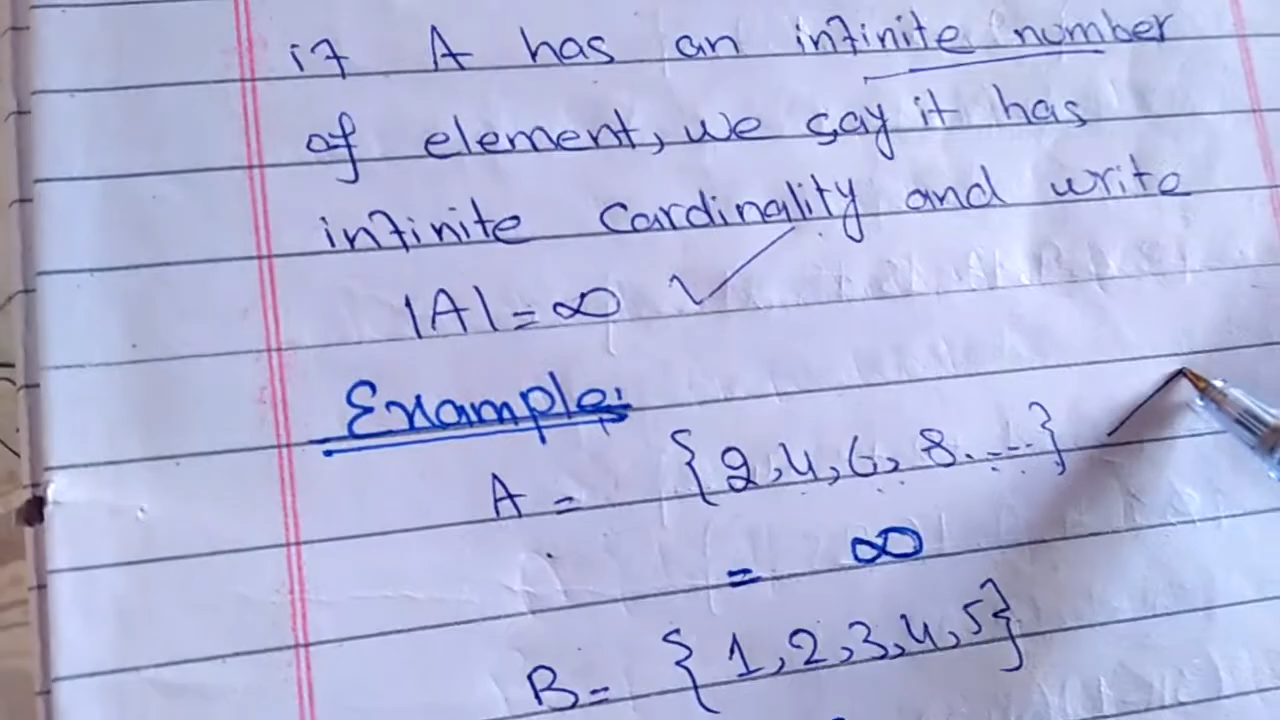 if A has an infinite number
of element, we say it has
infinite cardinality and write
|A| = ∞ ✓
Example:
A = {2,4,6,8....}
= ∞
B = {1,2,3,4,5}